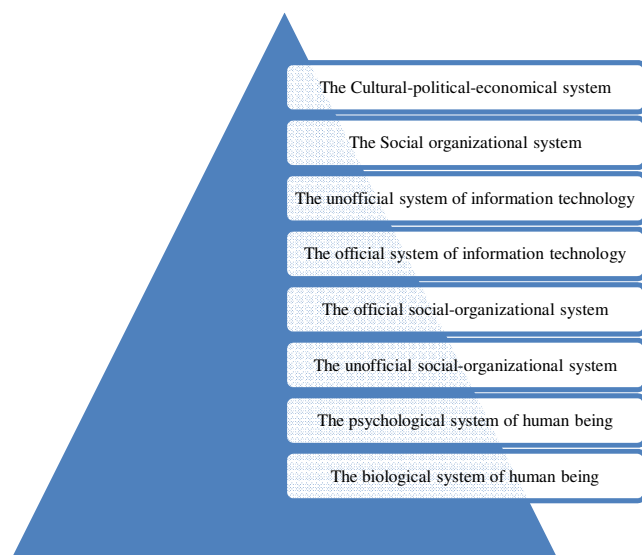 The Cultural-political-economical system
The Social organizational system
The unofficial system of information technology
The official system of information technology
The official social-organizational system
The unofficial social-organizational system
The psychological system of human being
The biological system of human being